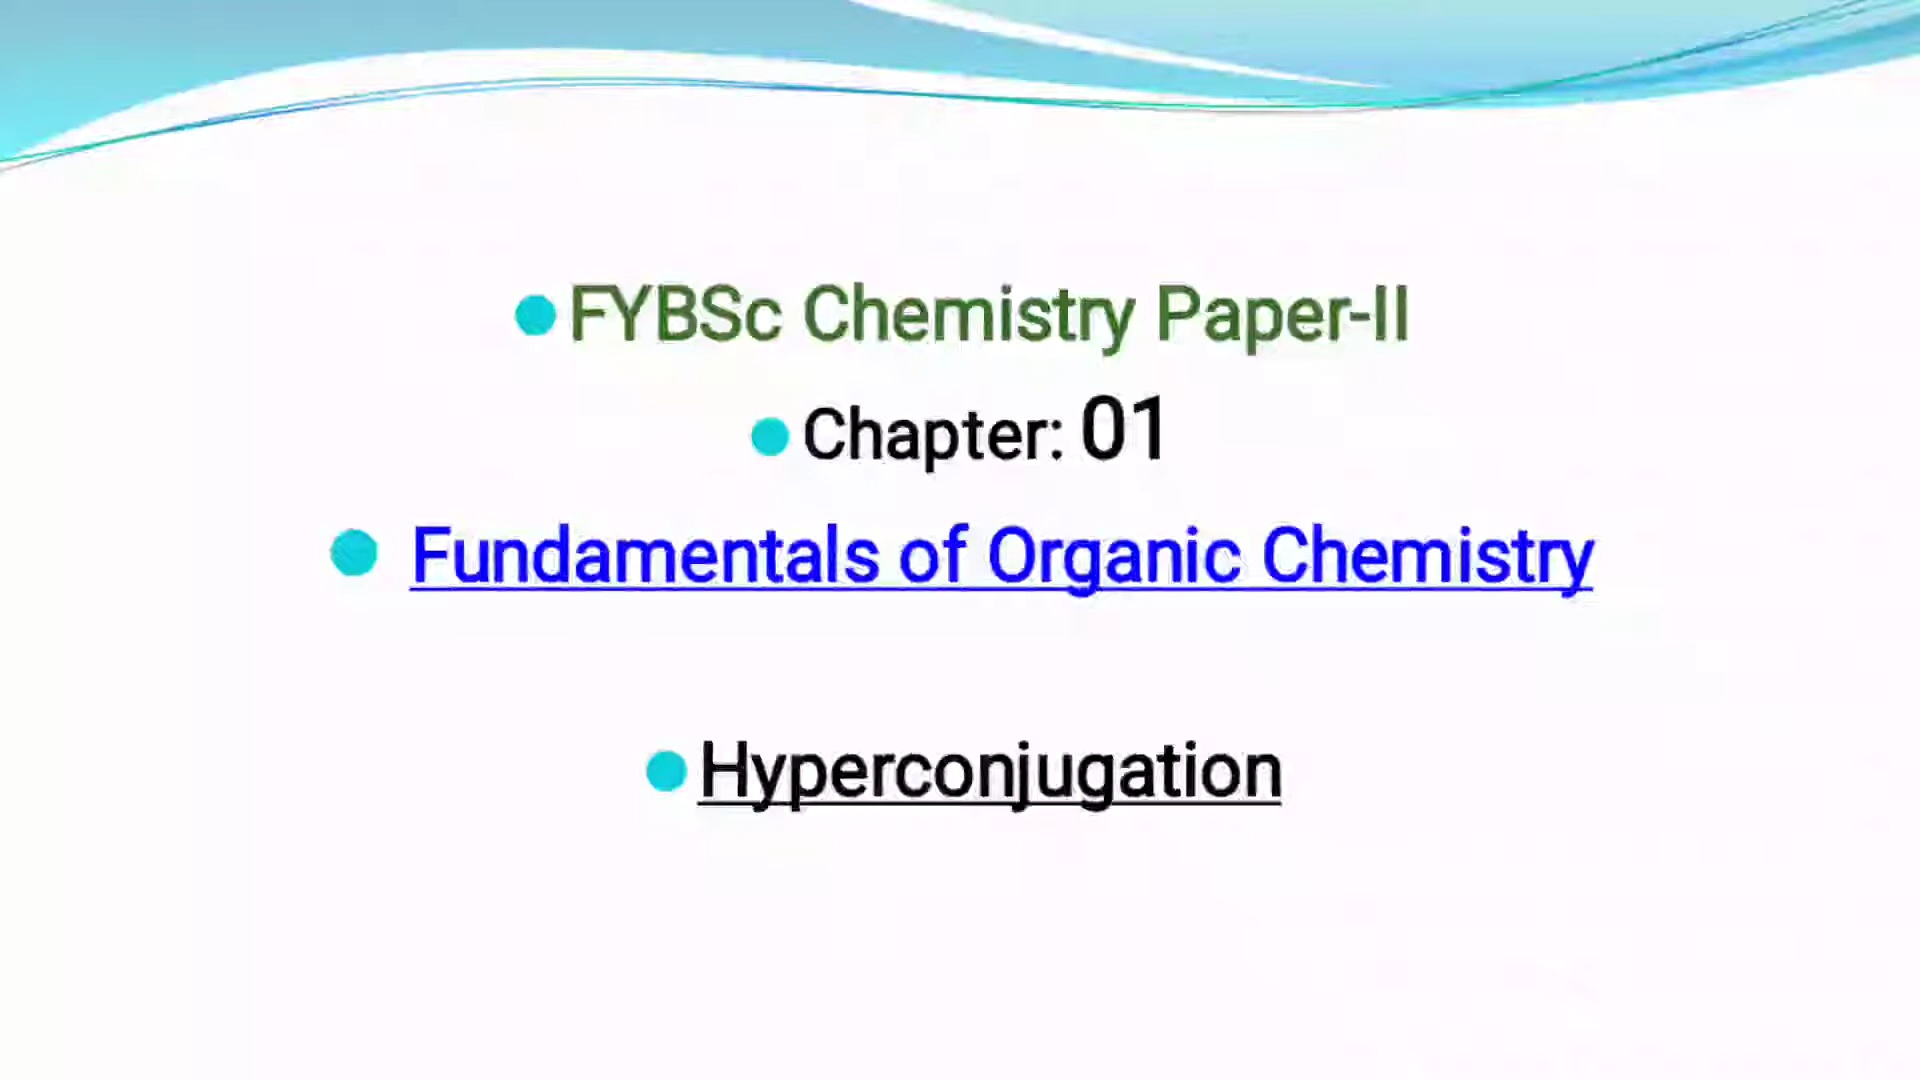 FYBSc Chemistry Paper-II
Chapter: 01
Fundamentals of Organic Chemistry
Hyperconjugation